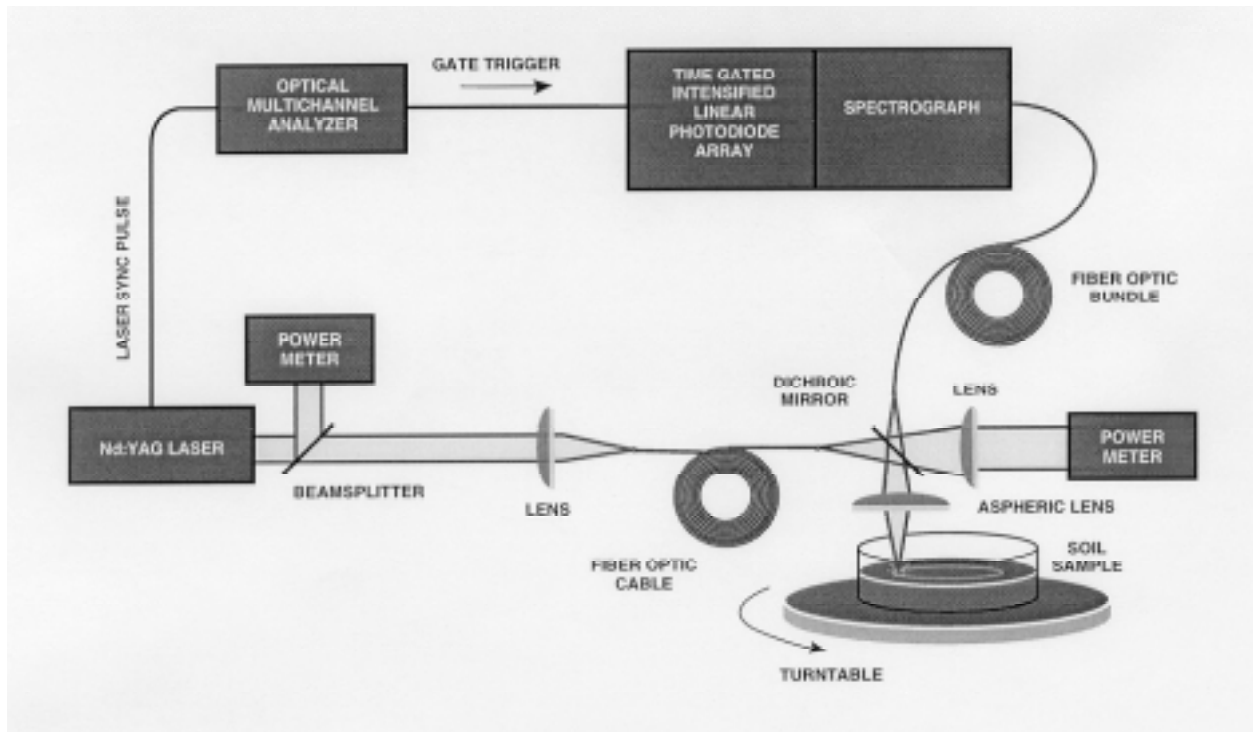 GATE TRIGGER
OPTICAL
MULTICHANNEL
ANALYZER
TIME GATED
INTENSIFIED
LINEAR
PHOTODIODE
ARRAY
SPECTROGRAPH
LASER SYNC PULSE
FIBER OPTIC
BUNDLE
POWER
METER
DICHROIC
MIRROR
LENS
Nd:YAG LASER
POWER
METER
BEAMSPLITTER
LENS
ASPHERIC LENS
SOIL
SAMPLE
FIBER OPTIC
CABLE
TURNTABLE